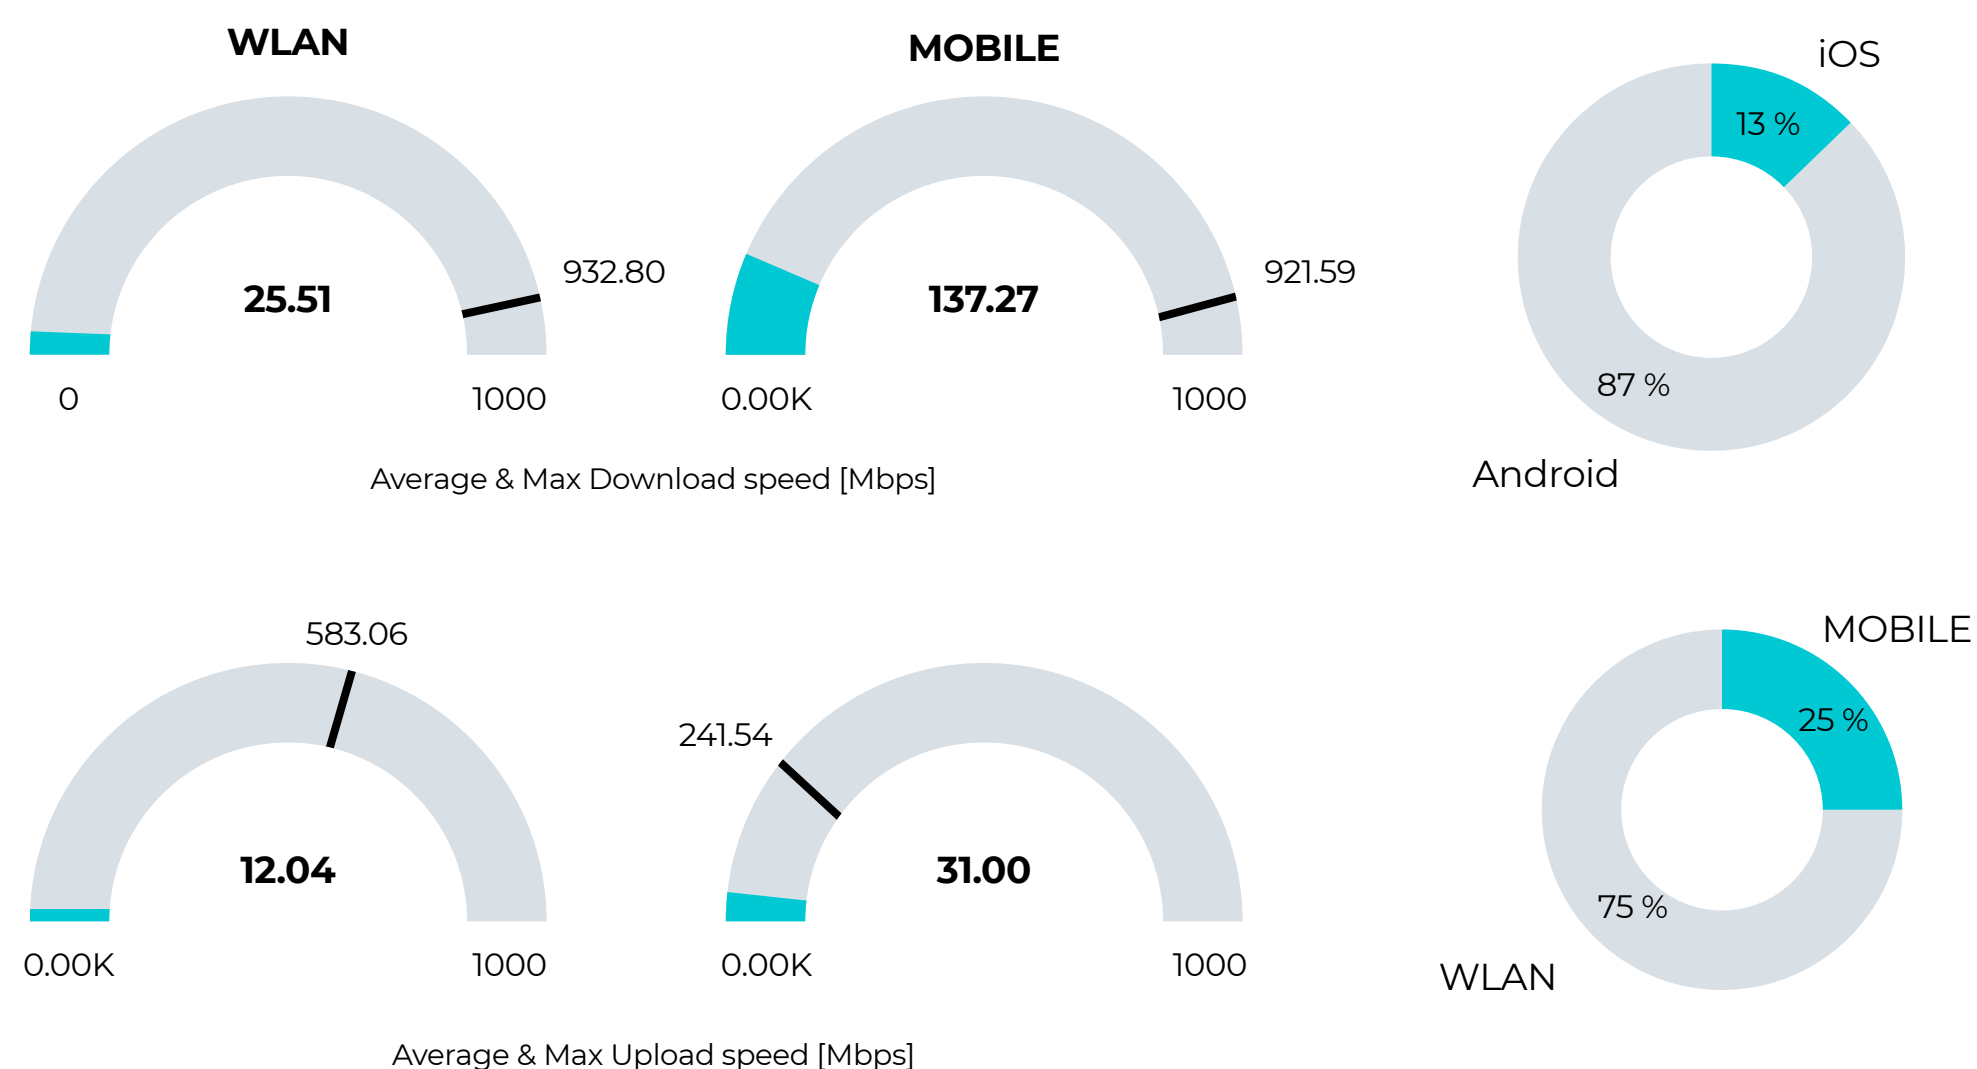 WLAN
MOBILE
iOS
13 %
932.80
921.59
25.51
137.27
0
1000
0.00K
1000
87 %
Android
Average & Max Download speed [Mbps]
583.06
MOBILE
241.54
25 %
12.04
31.00
75 %
0.00K
1000
0.00K
1000
WLAN
Average & Max Upload speed [Mbps]